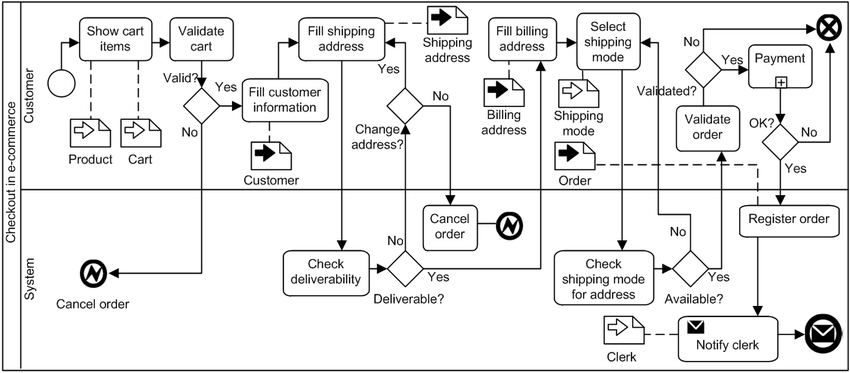 Checkout in e-commerce
Customer
System
Show cart
items
Validate
cart
Valid?
Yes
No
Product
Cart
Fill customer
information
Customer
Fill shipping
address
Shipping
address
Yes
No
Change
address?
Cancel
order
Cancel order
Check
deliverability
No
Yes
Deliverable?
Fill billing
address
Billing
address
Select
shipping
mode
Shipping
mode
Order
Check
shipping mode
for address
No
Yes
Available?
Validate
order
Validated?
No
Yes
Payment
OK?
No
Yes
Register order
Notify clerk
Clerk